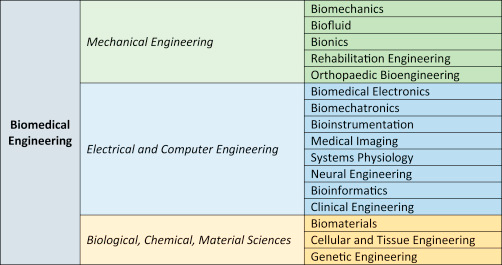 Biomedical
Engineering
Mechanical Engineering
Biomechanics
Biofluid
Bionics
Rehabilitation Engineering
Orthopaedic Bioengineering
Electrical and Computer Engineering
Biomedical Electronics
Biomechatronics
Bioinstrumentation
Medical Imaging
Systems Physiology
Neural Engineering
Bioinformatics
Clinical Engineering
Biological, Chemical, Material Sciences
Biomaterials
Cellular and Tissue Engineering
Genetic Engineering